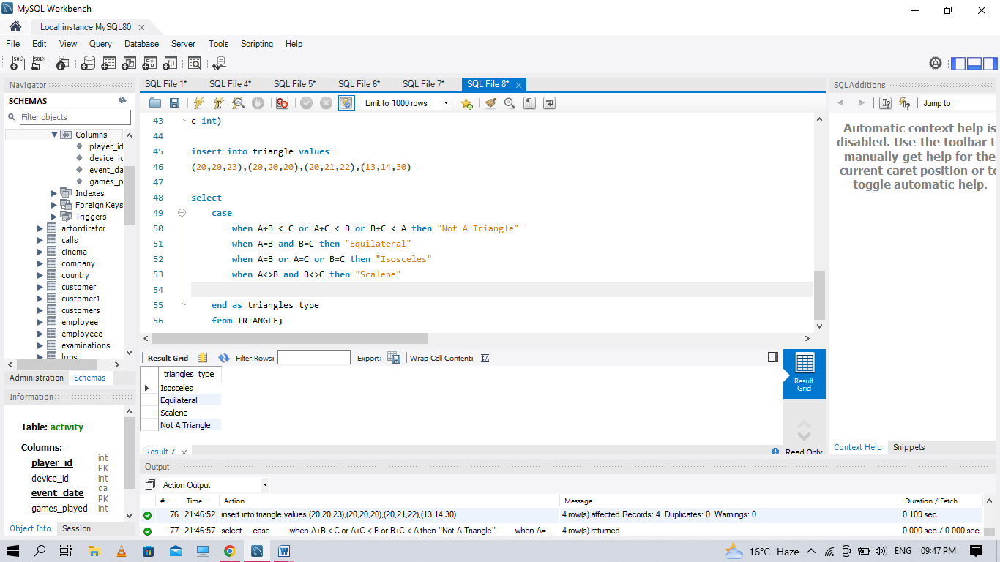 MySQL Workbench
Local instance MySQL80
File Edit View Query Database Server Tools Scripting Help
Navigator
SCHEMAS
Filter objects
Columns
player_id
device_ic
event_da
games_p
Indexes
Foreign Keys
Triggers
actordiretor
calls
cinema
company
country
customer
customer1
customers
employee
employeee
examinations
logs
Administration Schemas
Information
Table: activity
Columns:
player_id int PK
device_id int
event_date da PK
games_played int
Object Info Session
SQL File 1* SQL File 4* SQL File 5* SQL File 6* SQL File 7* SQL File 8*
Limit to 1000 rows
43 c int)
44
45 insert into triangle values
46 (20,20,23),(20,20,20),(20,21,22),(13,14,30)
47
48 select
49 case
50 when A+B < C or A+C < B or B+C < A then "Not A Triangle"
51 when A=B and B=C then "Equilateral"
52 when A=B or A=C or B=C then "Isosceles"
53 when A<>B and B<>C then "Scalene"
54
55 end as triangles_type
56 from TRIANGLE;
Result Grid Filter Rows: Export: Wrap Cell Content:
triangles_type
Isosceles
Equilateral
Scalene
Not A Triangle
Result Grid
Result 7
Read Only
Output
Action Output
# Time Action Message Duration / Fetch
76 21:46:52 insert into triangle values (20,20,23),(20,20,20),(20,21,22),(13,14,30) 4 row(s) affected Records: 4 Duplicates: 0 Warnings: 0 0.109 sec
77 21:46:57 select case when A+B < C or A+C < B or B+C < A then "Not A Triangle" when A=... 4 row(s) returned 0.000 sec / 0.000 sec
SQLAdditions
Jump to
Automatic context help is
disabled. Use the toolbar t
manually get help for the
current caret position or to
toggle automatic help.
Context Help Snippets
16°C Haze ENG 09:47 PM